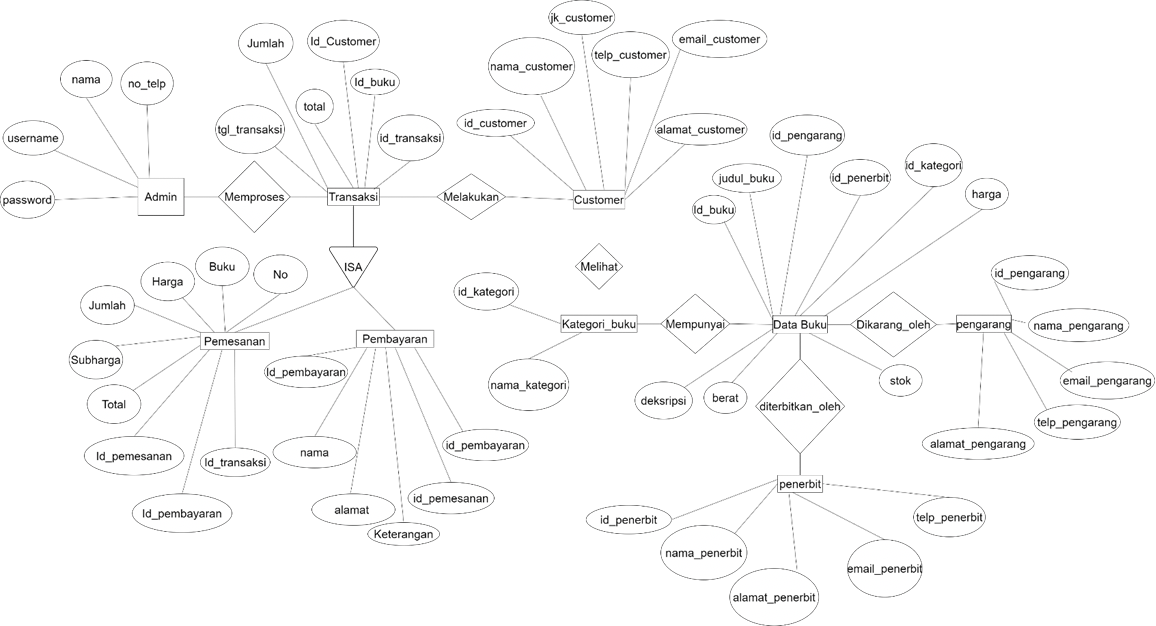 jk_customer
Jumlah
Id_Customer
email_customer
nama_customer
telp_customer
nama
no_telp
Id_buku
total
id_customer
tgl_transaksi
id_transaksi
alamat_customer
username
id_pengarang
id_kategori
judul_buku
id_penerbit
harga
password
Admin
Memproses
Transaksi
Melakukan
Customer
Id_buku
ISA
Melihat
Buku
No
Harga
id_pengarang
Jumlah
id_kategori
Pemesanan
Pembayaran
Kategori_buku
Mempunyai
Data Buku
Dikarang_oleh
pengarang
nama_pengarang
Subharga
Id_pembayaran
nama_kategori
deksripsi
berat
stok
email_pengarang
Total
diterbitkan_oleh
telp_pengarang
alamat_pengarang
Id_pemesanan
Id_transaksi
nama
id_pembayaran
penerbit
id_pemesanan
Id_pembayaran
alamat
Keterangan
id_penerbit
telp_penerbit
nama_penerbit
email_penerbit
alamat_penerbit